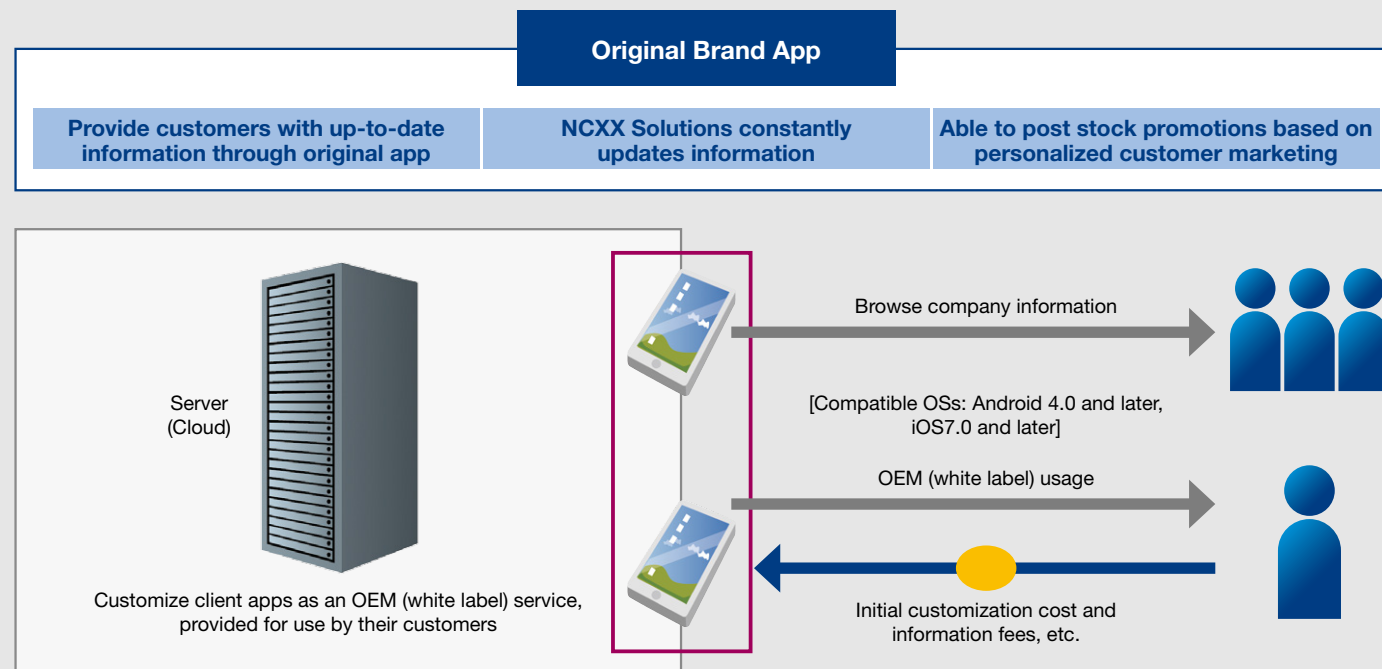 Original Brand App
Provide customers with up-to-date
information through original app
NCXX Solutions constantly
updates information
Able to post stock promotions based on
personalized customer marketing
Server
(Cloud)
Customize client apps as an OEM (white label) service,
provided for use by their customers
Browse company information
[Compatible OSs: Android 4.0 and later,
iOS7.0 and later]
OEM (white label) usage
Initial customization cost and
information fees, etc.